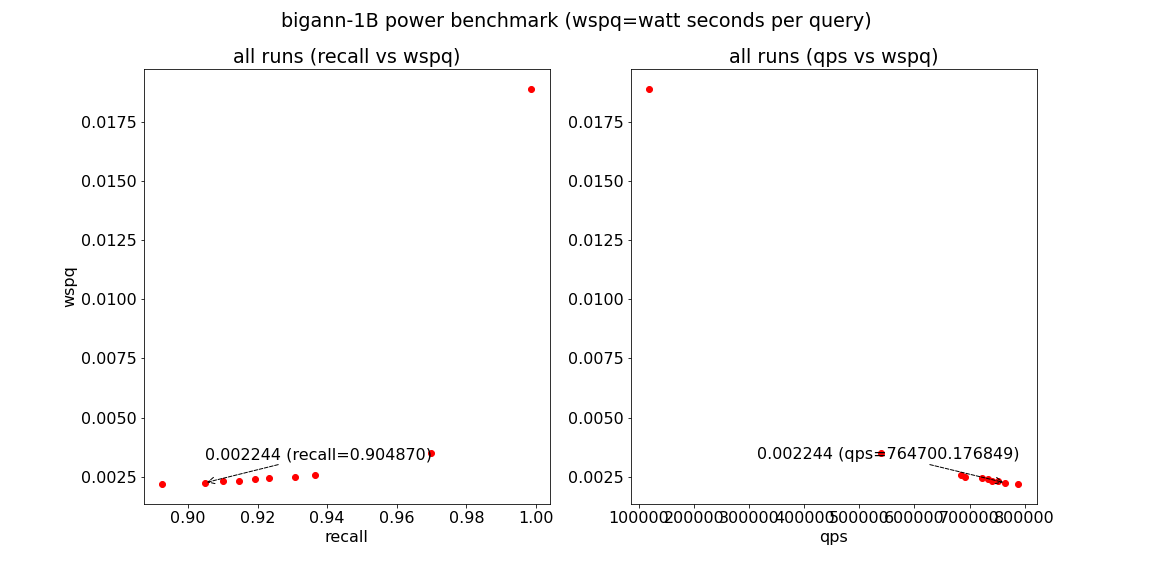 bigann-1B power benchmark (wspq=watt seconds per query)
all runs (recall vs wspq)
wspq
0.0175
0.0150
0.0125
0.0100
0.0075
0.0050
0.0025
0.002244 (recall=0.904870)
0.90 0.92 0.94 0.96 0.98 1.00
recall
all runs (qps vs wspq)
0.0175
0.0150
0.0125
0.0100
0.0075
0.0050
0.0025
0.002244 (qps=764700.176849)
100000 200000 300000 400000 500000 600000 700000 800000
qps